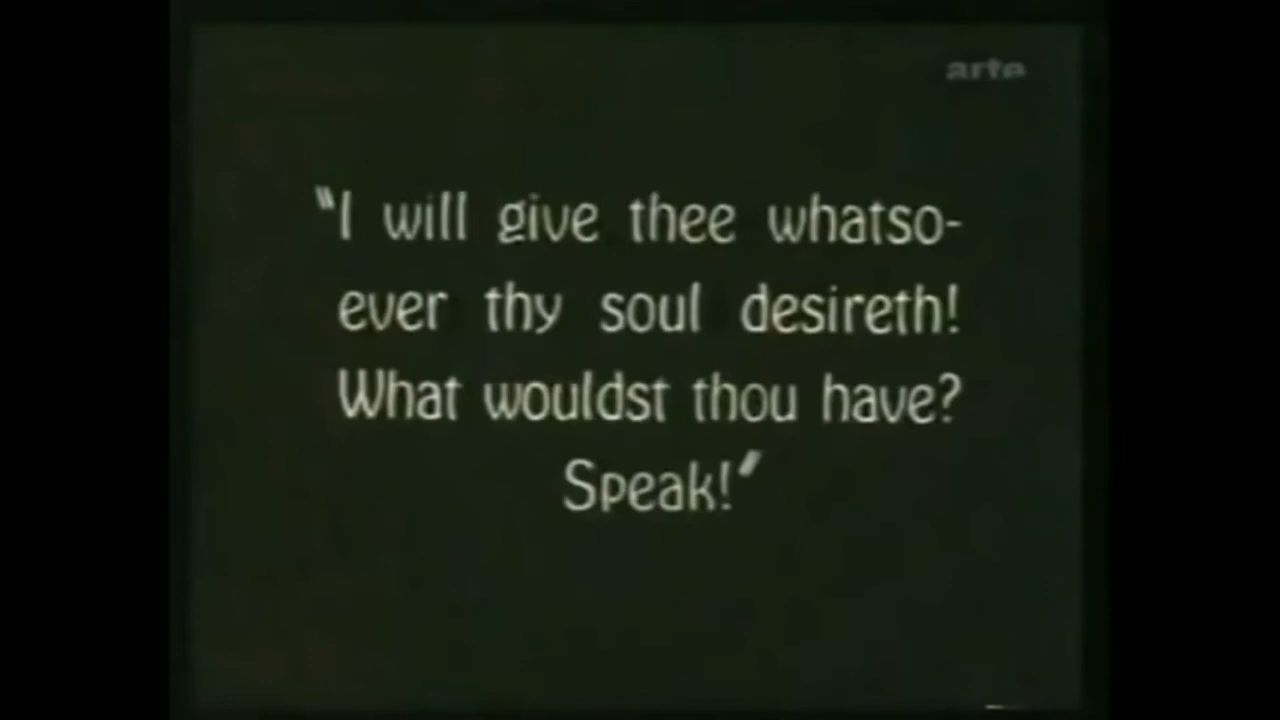 arte
"I will give thee whatso-
ever thy soul desireth!
What wouldst thou have?
Speak!"